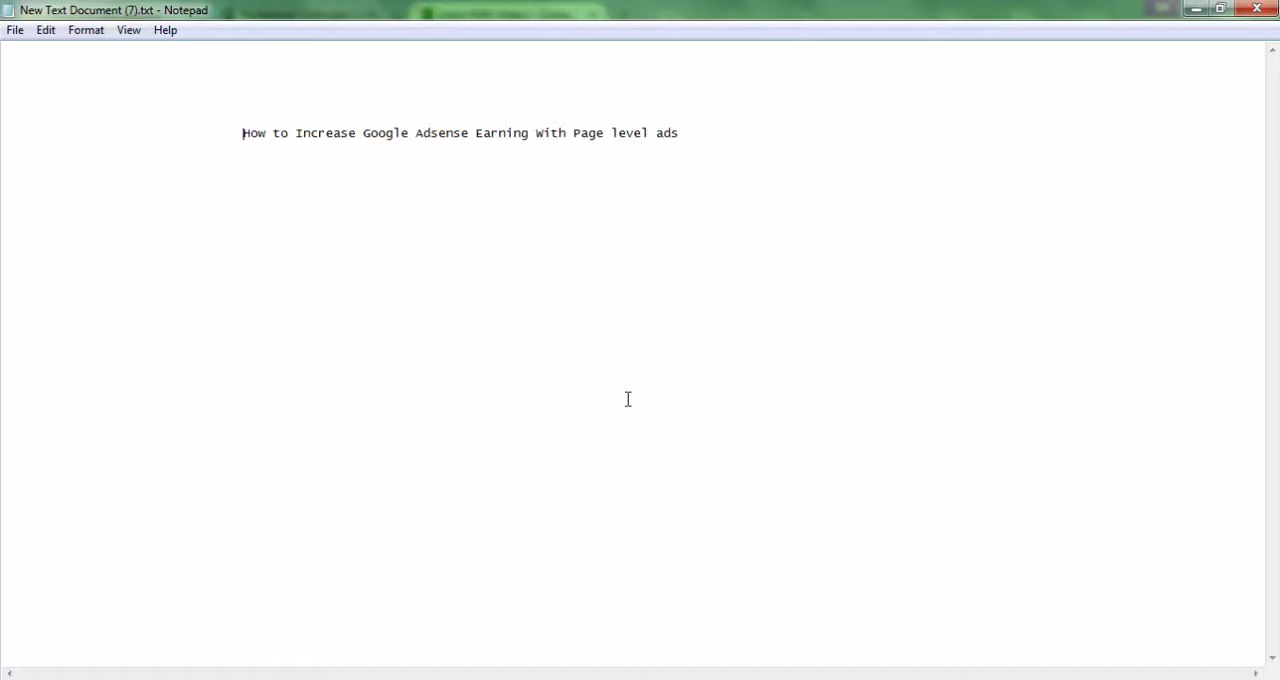 New Text Document (7).txt - Notepad
File Edit Format View Help
How to Increase Google Adsense Earning With Page level ads